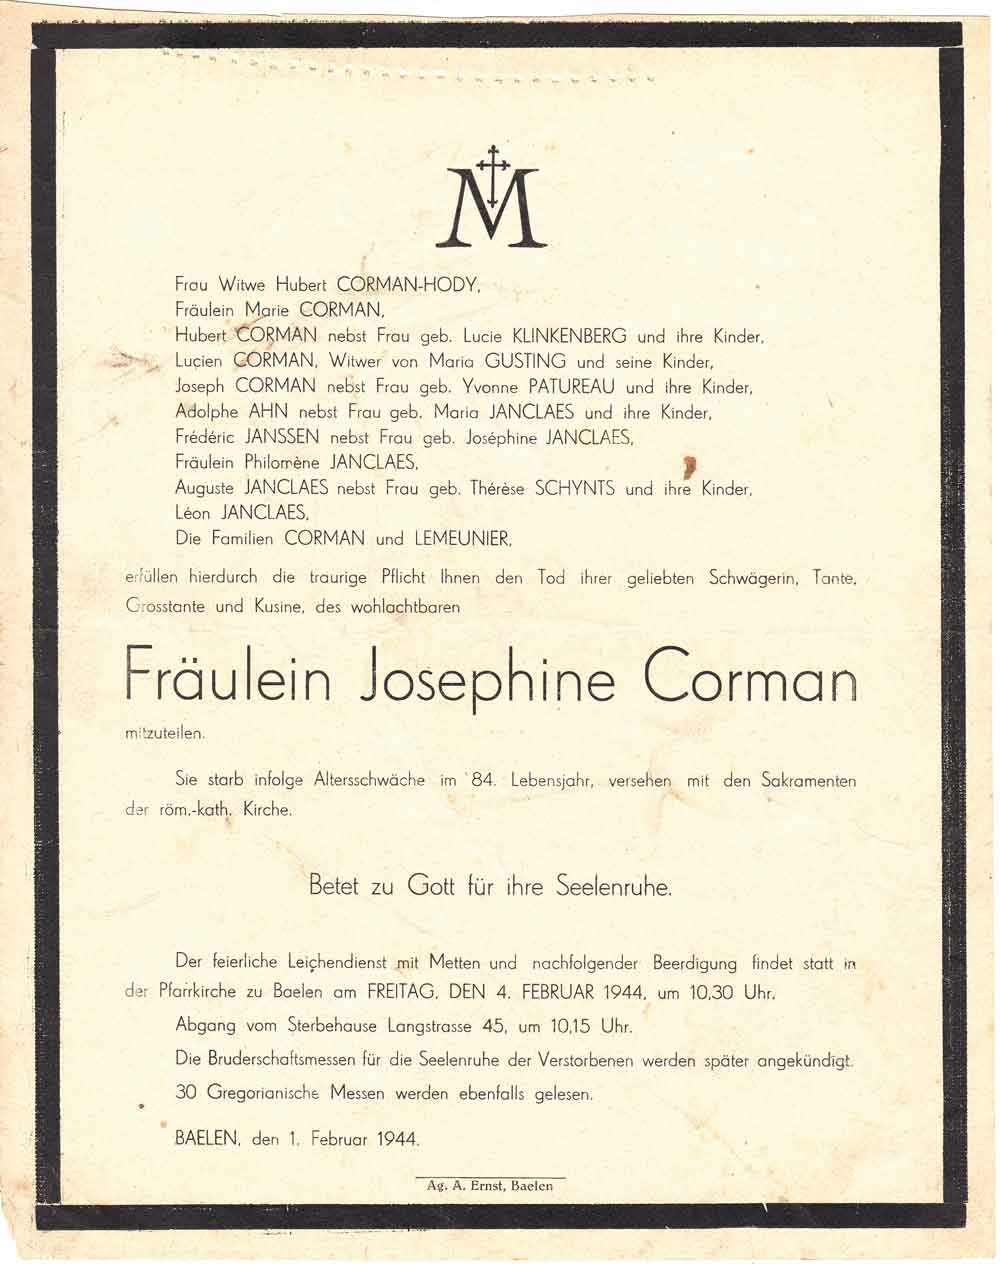 M
Frau Witwe Hubert CORMAN-HODY,
Fräulein Marie CORMAN,
Hubert CORMAN nebst Frau geb. Lucie KLINKENBERG und ihre Kinder,
Lucien CORMAN, Witwer von Maria GUSTING und seine Kinder,
Joseph CORMAN nebst Frau geb. Yvonne PATUREAU und ihre Kinder,
Adolphe AHN nebst Frau geb. Maria JANCLAES und ihre Kinder,
Frédéric JANSSEN nebst Frau geb. Joséphine JANCLAES,
Fräulein Philomène JANCLAES,
Auguste JANCLAES nebst Frau geb. Thérèse SCHYNTS und ihre Kinder,
Léon JANCLAES,
Die Familien CORMAN und LEMEUNIER,
erfüllen hierdurch die traurige Pflicht Ihnen den Tod ihrer geliebten Schwägerin, Tante,
Grosstante und Kusine, des wohlachtbaren
Fräulein Josephine Corman
mitzuteilen.
Sie starb infolge Altersschwäche im 84. Lebensjahr, versehen mit den Sakramenten
der röm.-kath. Kirche.
Betet zu Gott für ihre Seelenruhe.
Der feierliche Leichendienst mit Metten und nachfolgender Beerdigung findet statt in
der Pfarrkirche zu Baelen am FREITAG, DEN 4. FEBRUAR 1944, um 10,30 Uhr.
Abgang vom Sterbehause Langstrasse 45, um 10,15 Uhr.
Die Bruderschaftsmessen für die Seelenruhe der Verstorbenen werden später angekündigt.
30 Gregorianische Messen werden ebenfalls gelesen.
BAELEN, den 1. Februar 1944.
Ag. A. Ernst, Baelen